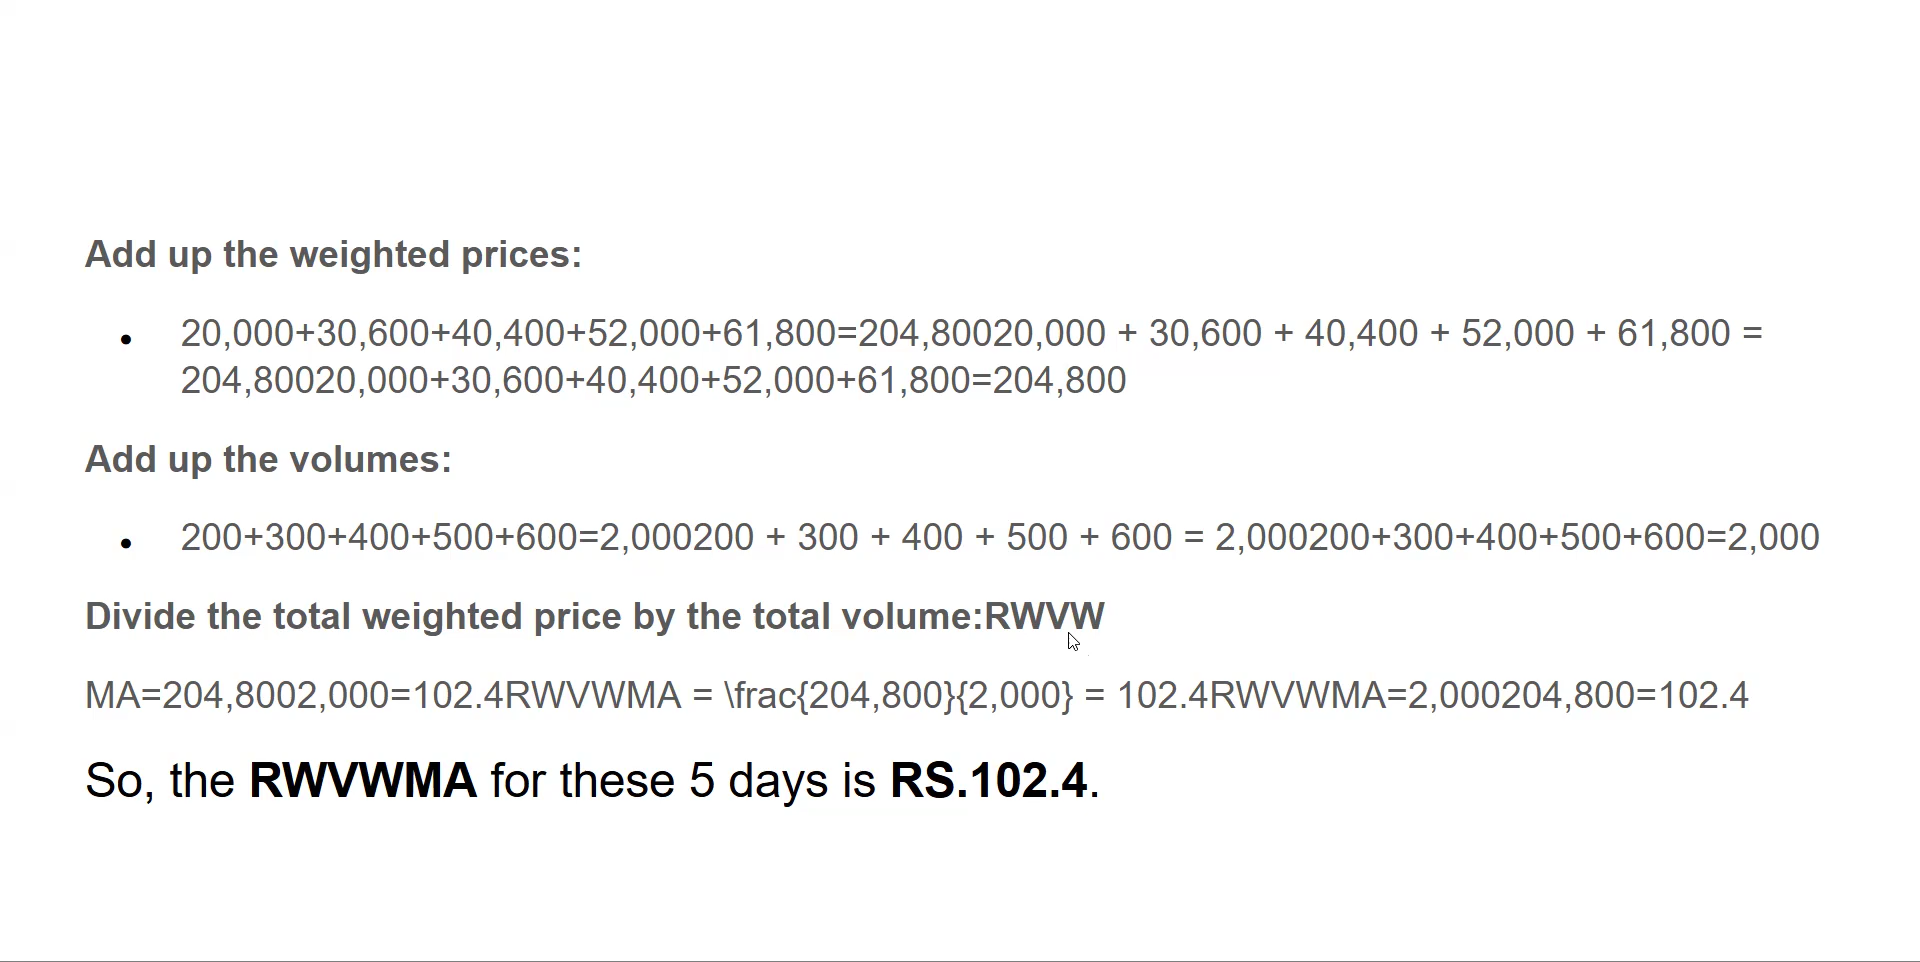 Add up the weighted prices:
• 20,000+30,600+40,400+52,000+61,800=204,80020,000 + 30,600 + 40,400 + 52,000 + 61,800 =
204,80020,000+30,600+40,400+52,000+61,800=204,800
Add up the volumes:
• 200+300+400+500+600=2,000200 + 300 + 400 + 500 + 600 = 2,000200+300+400+500+600=2,000
Divide the total weighted price by the total volume:RWVW
MA=204,8002,000=102.4RWVWMA = \frac{204,800}{2,000} = 102.4RWVWMA=2,000204,800=102.4
So, the RWVWMA for these 5 days is RS.102.4.